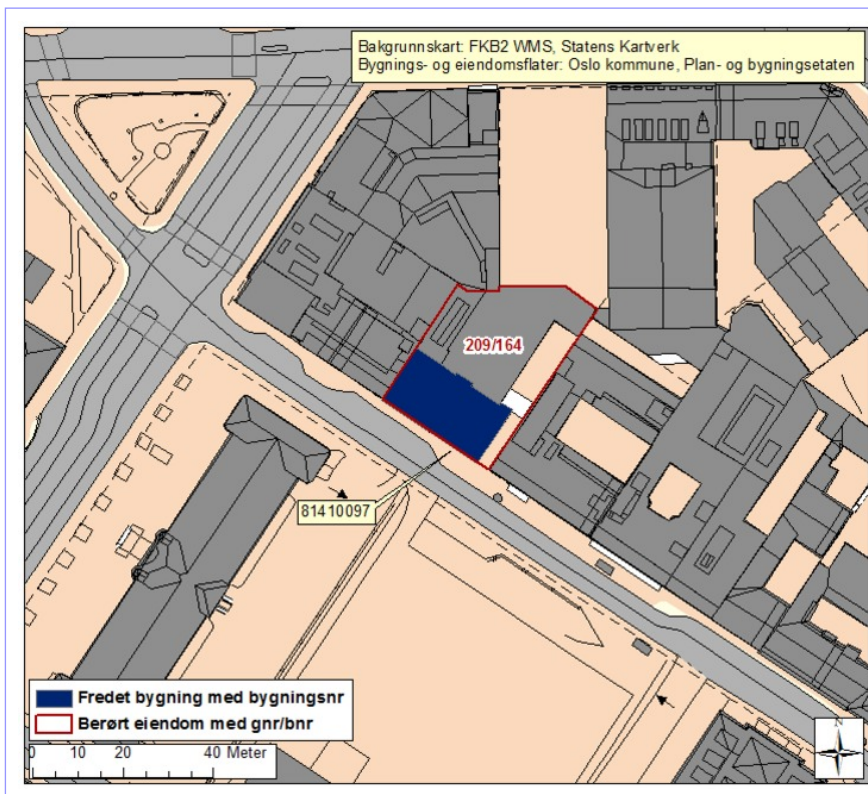 Bakgrunnskart: FKB2 WMS, Statens Kartverk
Bygnings- og eiendomsflater: Oslo kommune, Plan- og bygningsetaten
209/164
81410097
Fredet bygning med bygningsnr
Berørt eiendom med gnr/bnr
0 10 20 40 Meter
N